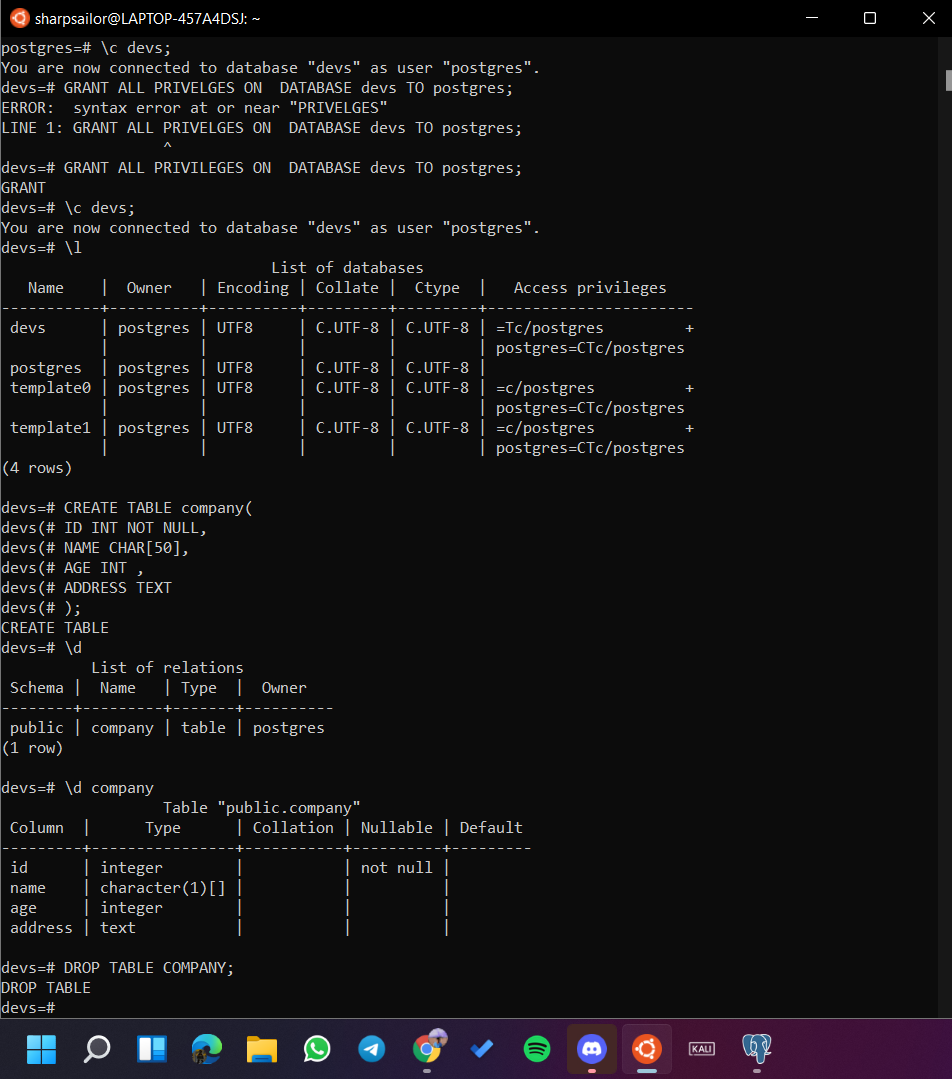 sharpsailor@LAPTOP-457A4DSJ: ~
postgres=# \c devs;
You are now connected to database "devs" as user "postgres".
devs=# GRANT ALL PRIVELGES ON  DATABASE devs TO postgres;
ERROR:  syntax error at or near "PRIVELGES"
LINE 1: GRANT ALL PRIVELGES ON  DATABASE devs TO postgres;
                  ^
devs=# GRANT ALL PRIVILEGES ON  DATABASE devs TO postgres;
GRANT
devs=# \c devs;
You are now connected to database "devs" as user "postgres".
devs=# \l
                              List of databases
   Name    |  Owner   | Encoding | Collate |  Ctype  |   Access privileges
-----------+----------+----------+---------+---------+-----------------------
 devs      | postgres | UTF8     | C.UTF-8 | C.UTF-8 | =Tc/postgres         +
           |          |          |         |         | postgres=CTc/postgres
 postgres  | postgres | UTF8     | C.UTF-8 | C.UTF-8 |
 template0 | postgres | UTF8     | C.UTF-8 | C.UTF-8 | =c/postgres          +
           |          |          |         |         | postgres=CTc/postgres
 template1 | postgres | UTF8     | C.UTF-8 | C.UTF-8 | =c/postgres          +
           |          |          |         |         | postgres=CTc/postgres
(4 rows)

devs=# CREATE TABLE company(
devs(# ID INT NOT NULL,
devs(# NAME CHAR[50],
devs(# AGE INT ,
devs(# ADDRESS TEXT
devs(# );
CREATE TABLE
devs=# \d
          List of relations
 Schema |  Name   | Type  |  Owner
--------+---------+-------+----------
 public | company | table | postgres
(1 row)

devs=# \d company
                  Table "public.company"
 Column  |      Type      | Collation | Nullable | Default
---------+----------------+-----------+----------+---------
 id      | integer        |           | not null |
 name    | character(1)[] |           |          |
 age     | integer        |           |          |
 address | text           |           |          |

devs=# DROP TABLE COMPANY;
DROP TABLE
devs=#
KALI